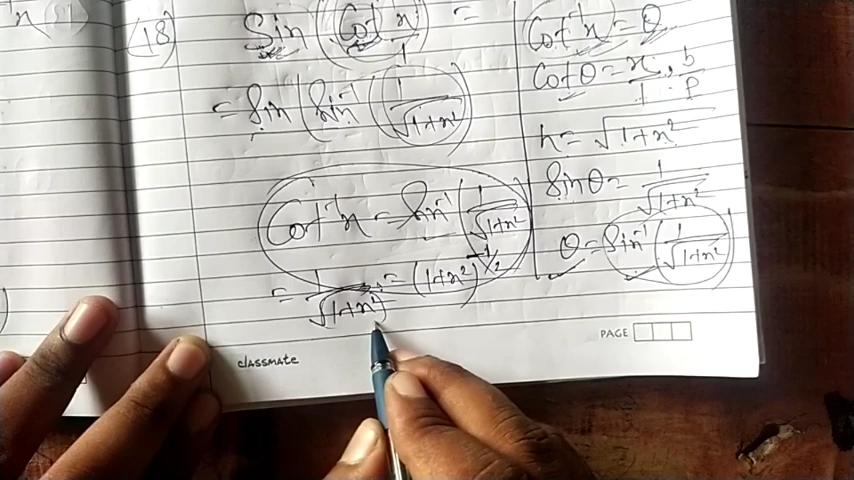 (18) Sin (Cot⁻¹ x/1) =
= Sin (Sin⁻¹ (1/√1+x²))
Cot⁻¹x = Sin⁻¹ (1/√1+x²)
= 1/√(1+x²) = (1+x²)^-1/2
Cot⁻¹x = θ
Cotθ = x/1, b/p
h = √1+x²
Sinθ = 1/√1+x²
θ = Sin⁻¹ (1/√1+x²)
classmate
PAGE